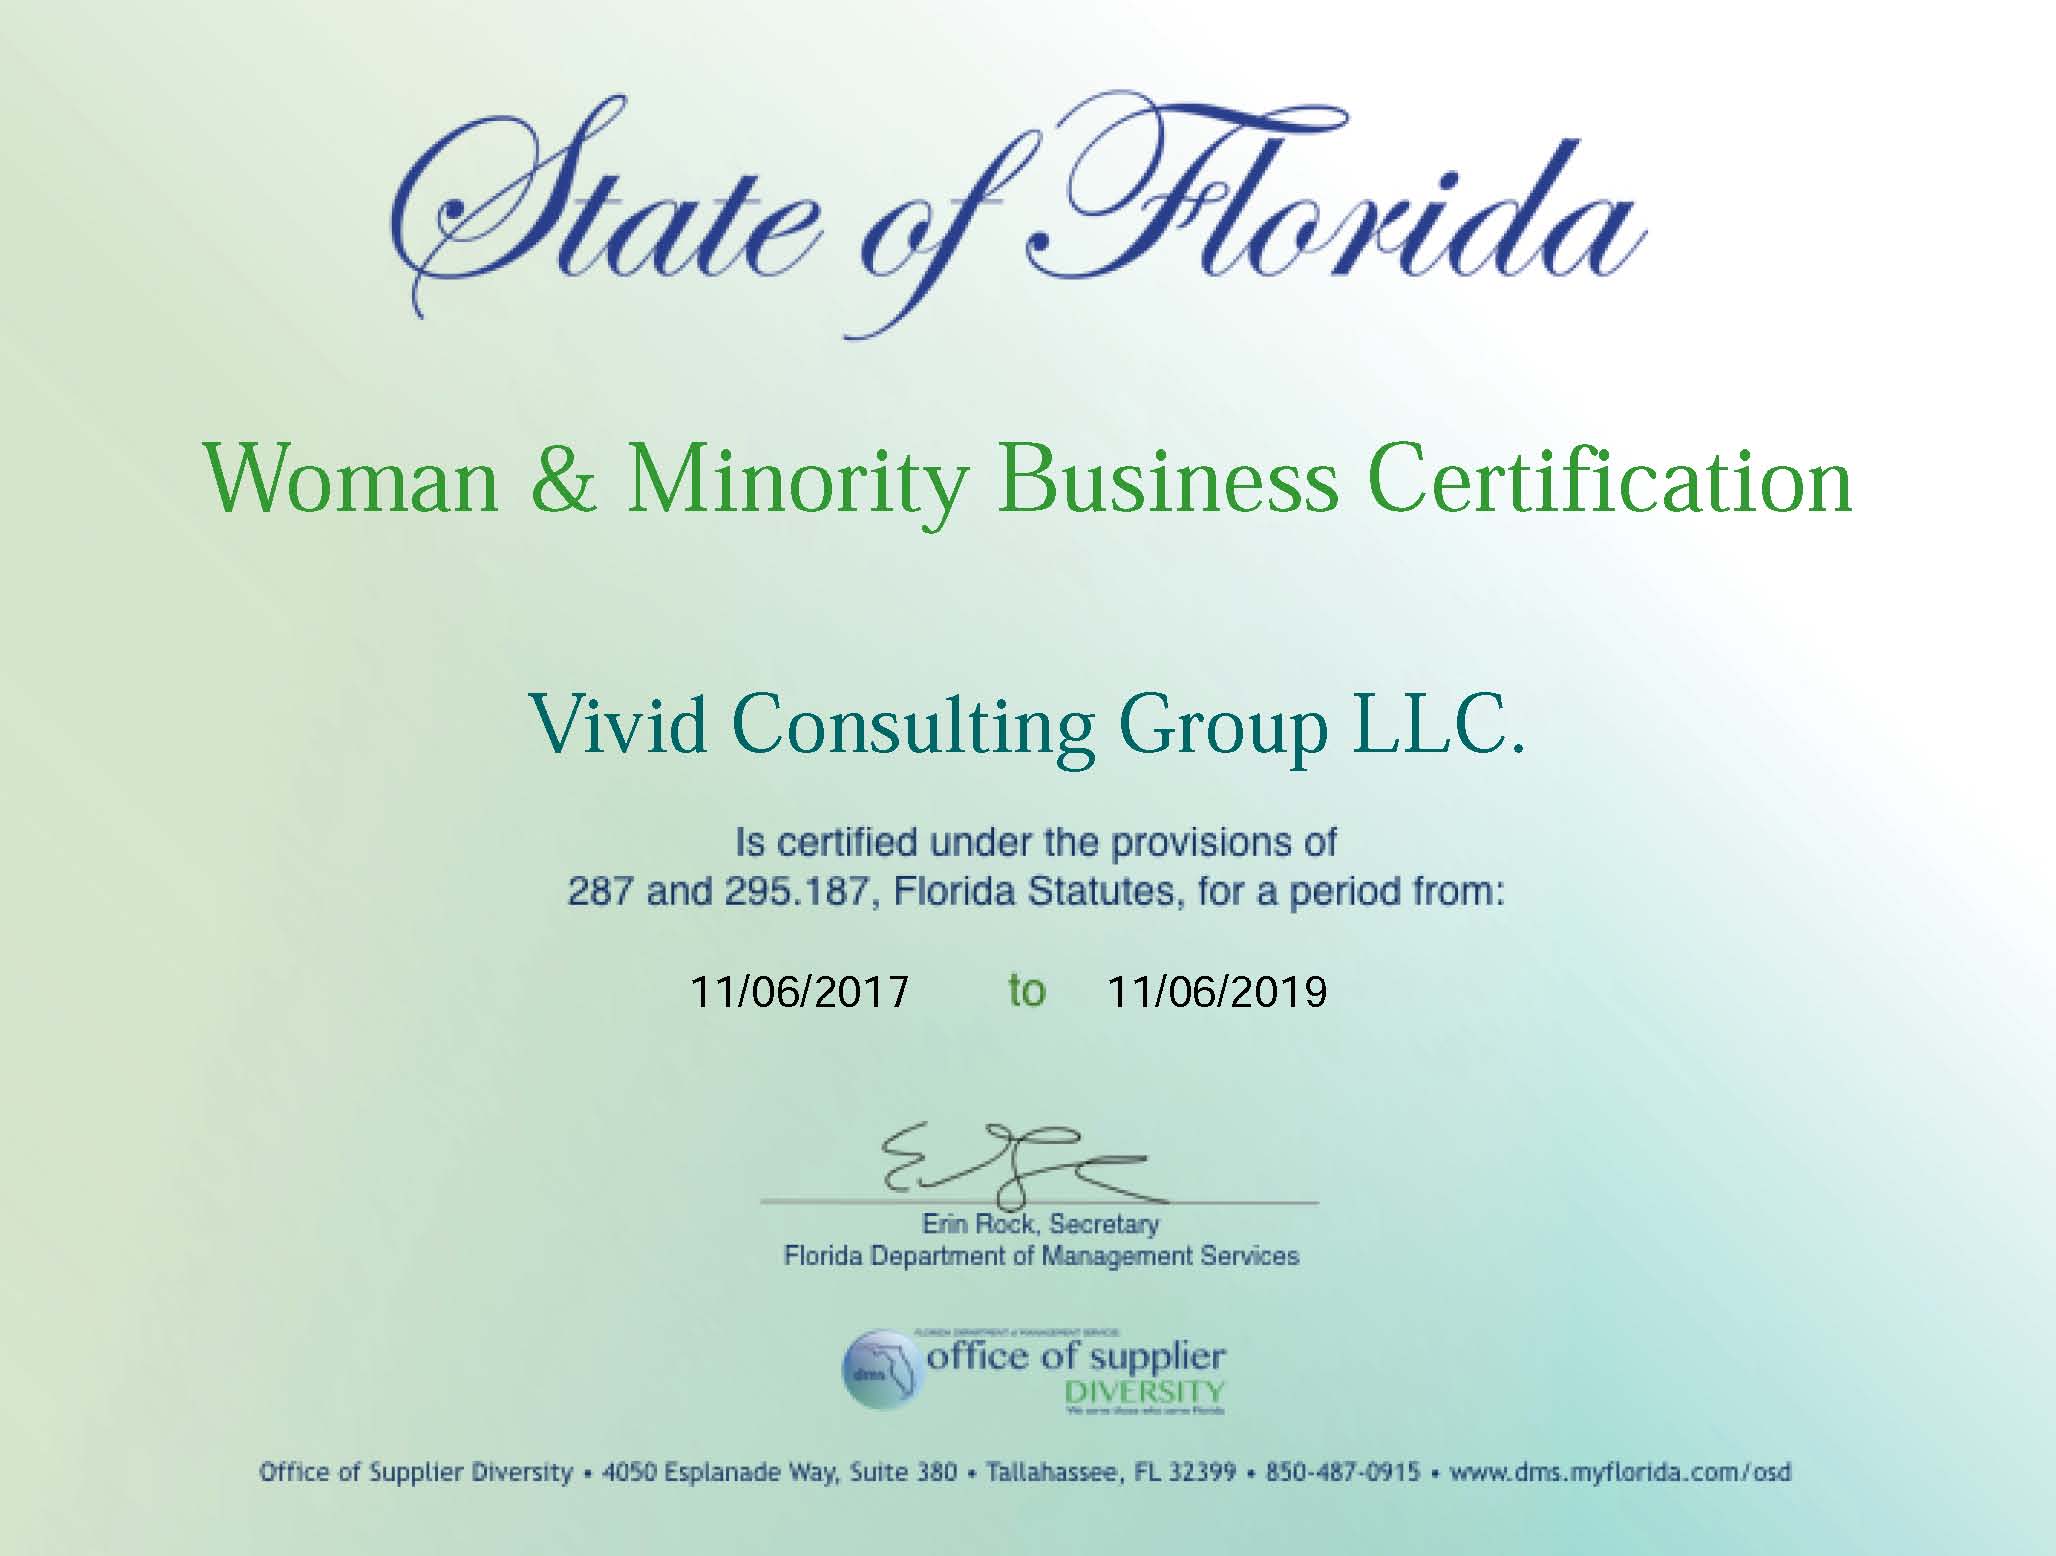 State of Florida
Woman & Minority Business Certification
Vivid Consulting Group LLC.
Is certified under the provisions of
287 and 295.187, Florida Statutes, for a period from:
11/06/2017 to 11/06/2019
Erin Rock, Secretary
Florida Department of Management Services
FLORIDA DEPARTMENT of MANAGEMENT SERVICES
office of supplier
dms
DIVERSITY
We serve those who serve Florida
Office of Supplier Diversity • 4050 Esplanade Way, Suite 380 • Tallahassee, FL 32399 • 850-487-0915 • www.dms.myflorida.com/osd